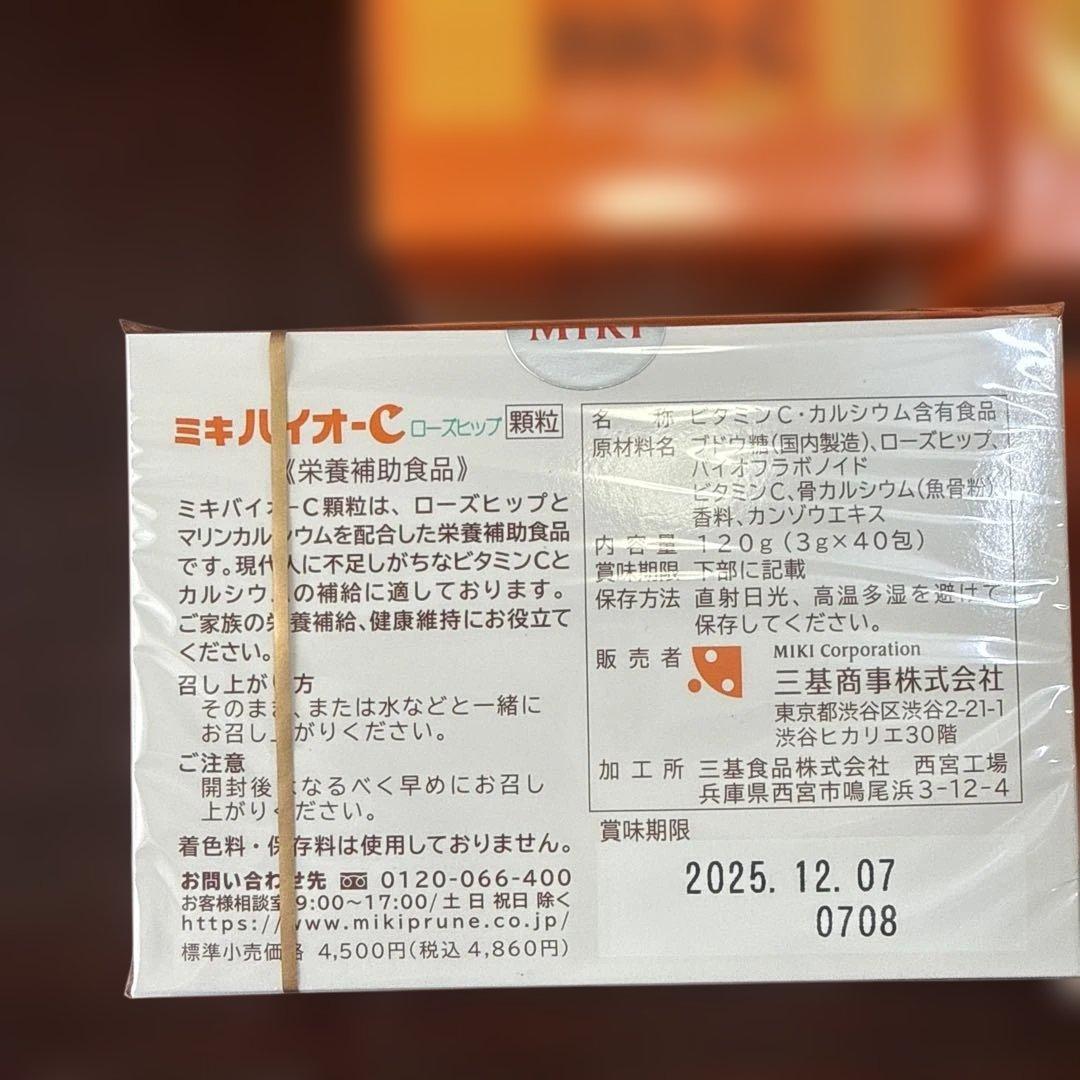 MIKI
ミキバイオ-C ローズヒップ 顆粒
《栄養補助食品》
ミキバイオ-C顆粒は、ローズヒップと
マリンカルシウムを配合した栄養補助食品
です。現代人に不足しがちなビタミンCと
カルシウムの補給に適しております。
ご家族の栄養補給、健康維持にお役立て
ください。
召し上がり方
そのまま、または水などと一緒に
お召し上がりください。
ご注意
開封後はなるべく早めにお召し
上がりください。
着色料・保存料は使用しておりません。
お問い合わせ先 0120-066-400
お客様相談室 9:00~17:00/土 日 祝日 除く
https://www.mikiprune.co.jp/
標準小売価格 4,500円(税込 4,860円)
名称 ビタミンC・カルシウム含有食品
原材料名 ブドウ糖(国内製造)、ローズヒップ、
バイオフラボノイド
ビタミンC、骨カルシウム(魚骨粉)
香料、カンゾウエキス
内容量 120g(3g×40包)
賞味期限 下部に記載
保存方法 直射日光、高温多湿を避けて
保存してください。
販売者 MIKI Corporation
三基商事株式会社
東京都渋谷区渋谷2-21-1
渋谷ヒカリエ30階
加工所 三基食品株式会社 西宮工場
兵庫県西宮市鳴尾浜3-12-4
賞味期限
2025.12.07
0708